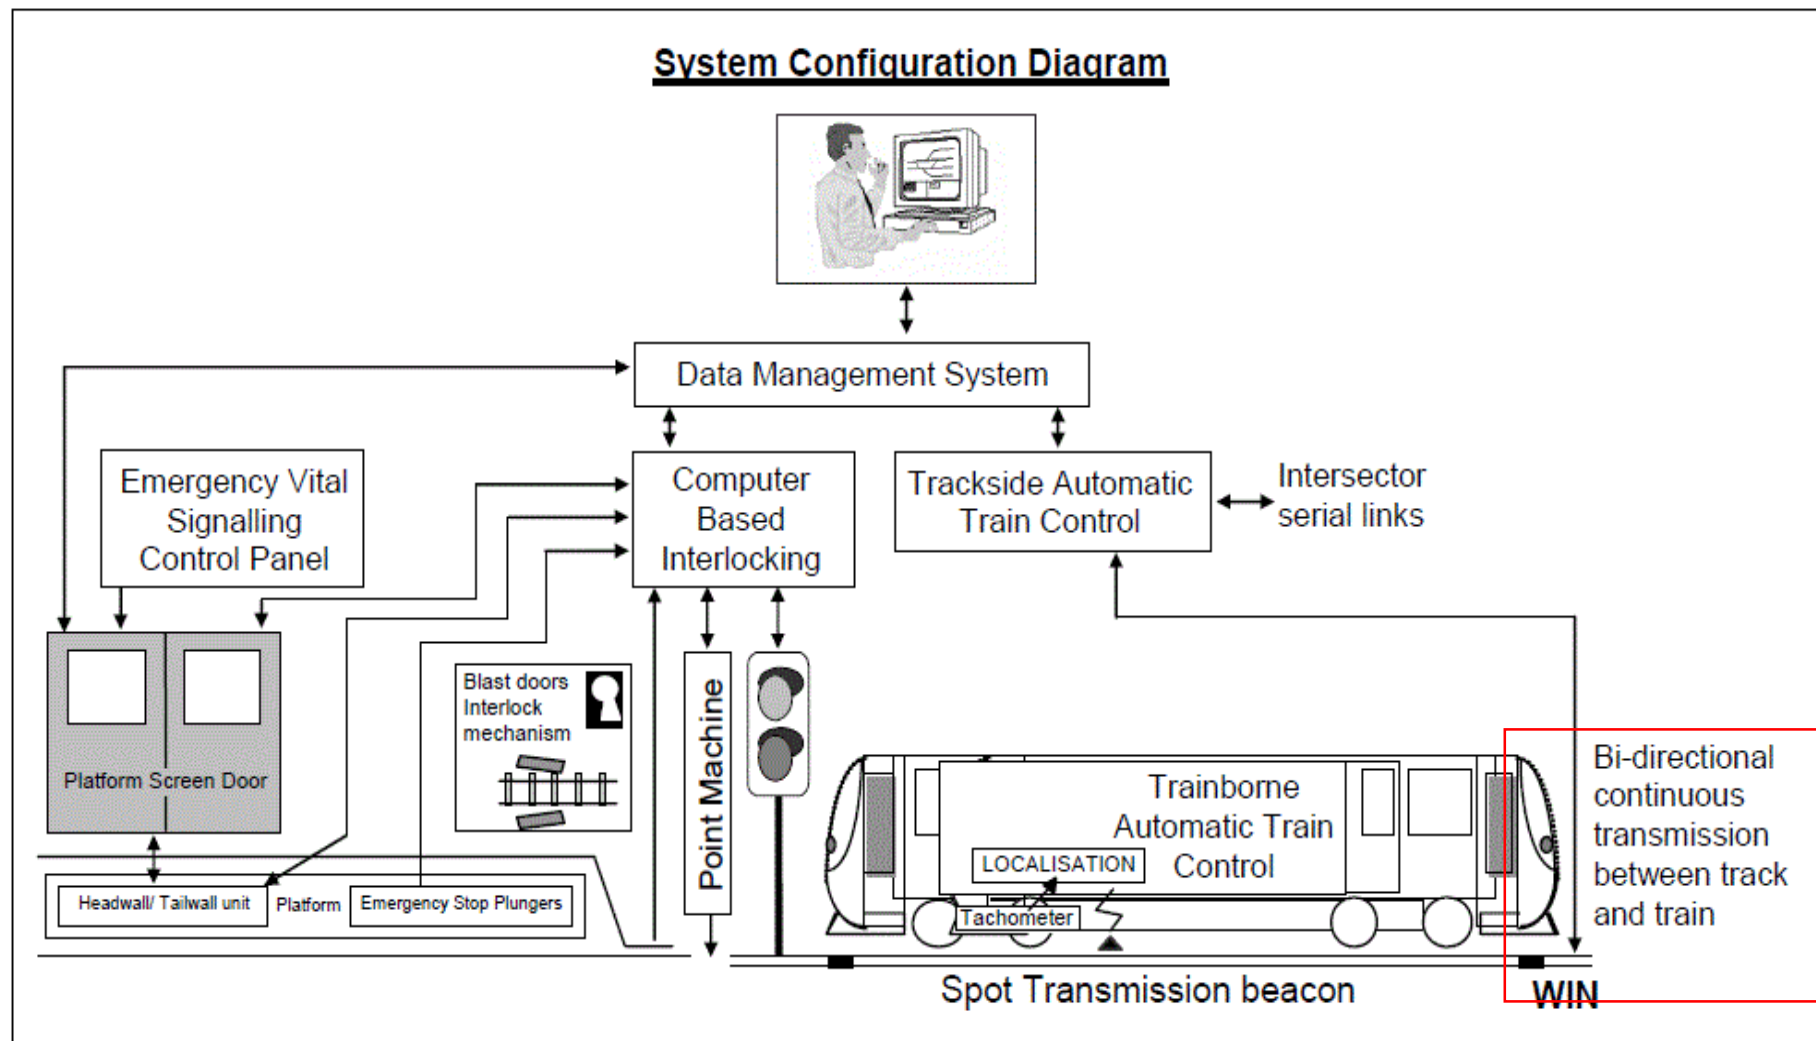 System Configuration Diagram
Data Management System
Emergency Vital
Signalling
Control Panel
Computer
Based
Interlocking
Trackside Automatic
Train Control
Intersector
serial links
Blast doors
Interlock
mechanism
Point Machine
Platform Screen Door
Bi-directional
continuous
transmission
between track
and train
Trainborne
Automatic Train
Control
LOCALISATION
Tachometer
Headwall/ Tailwall unit
Platform
Emergency Stop Plungers
Spot Transmission beacon
WIN